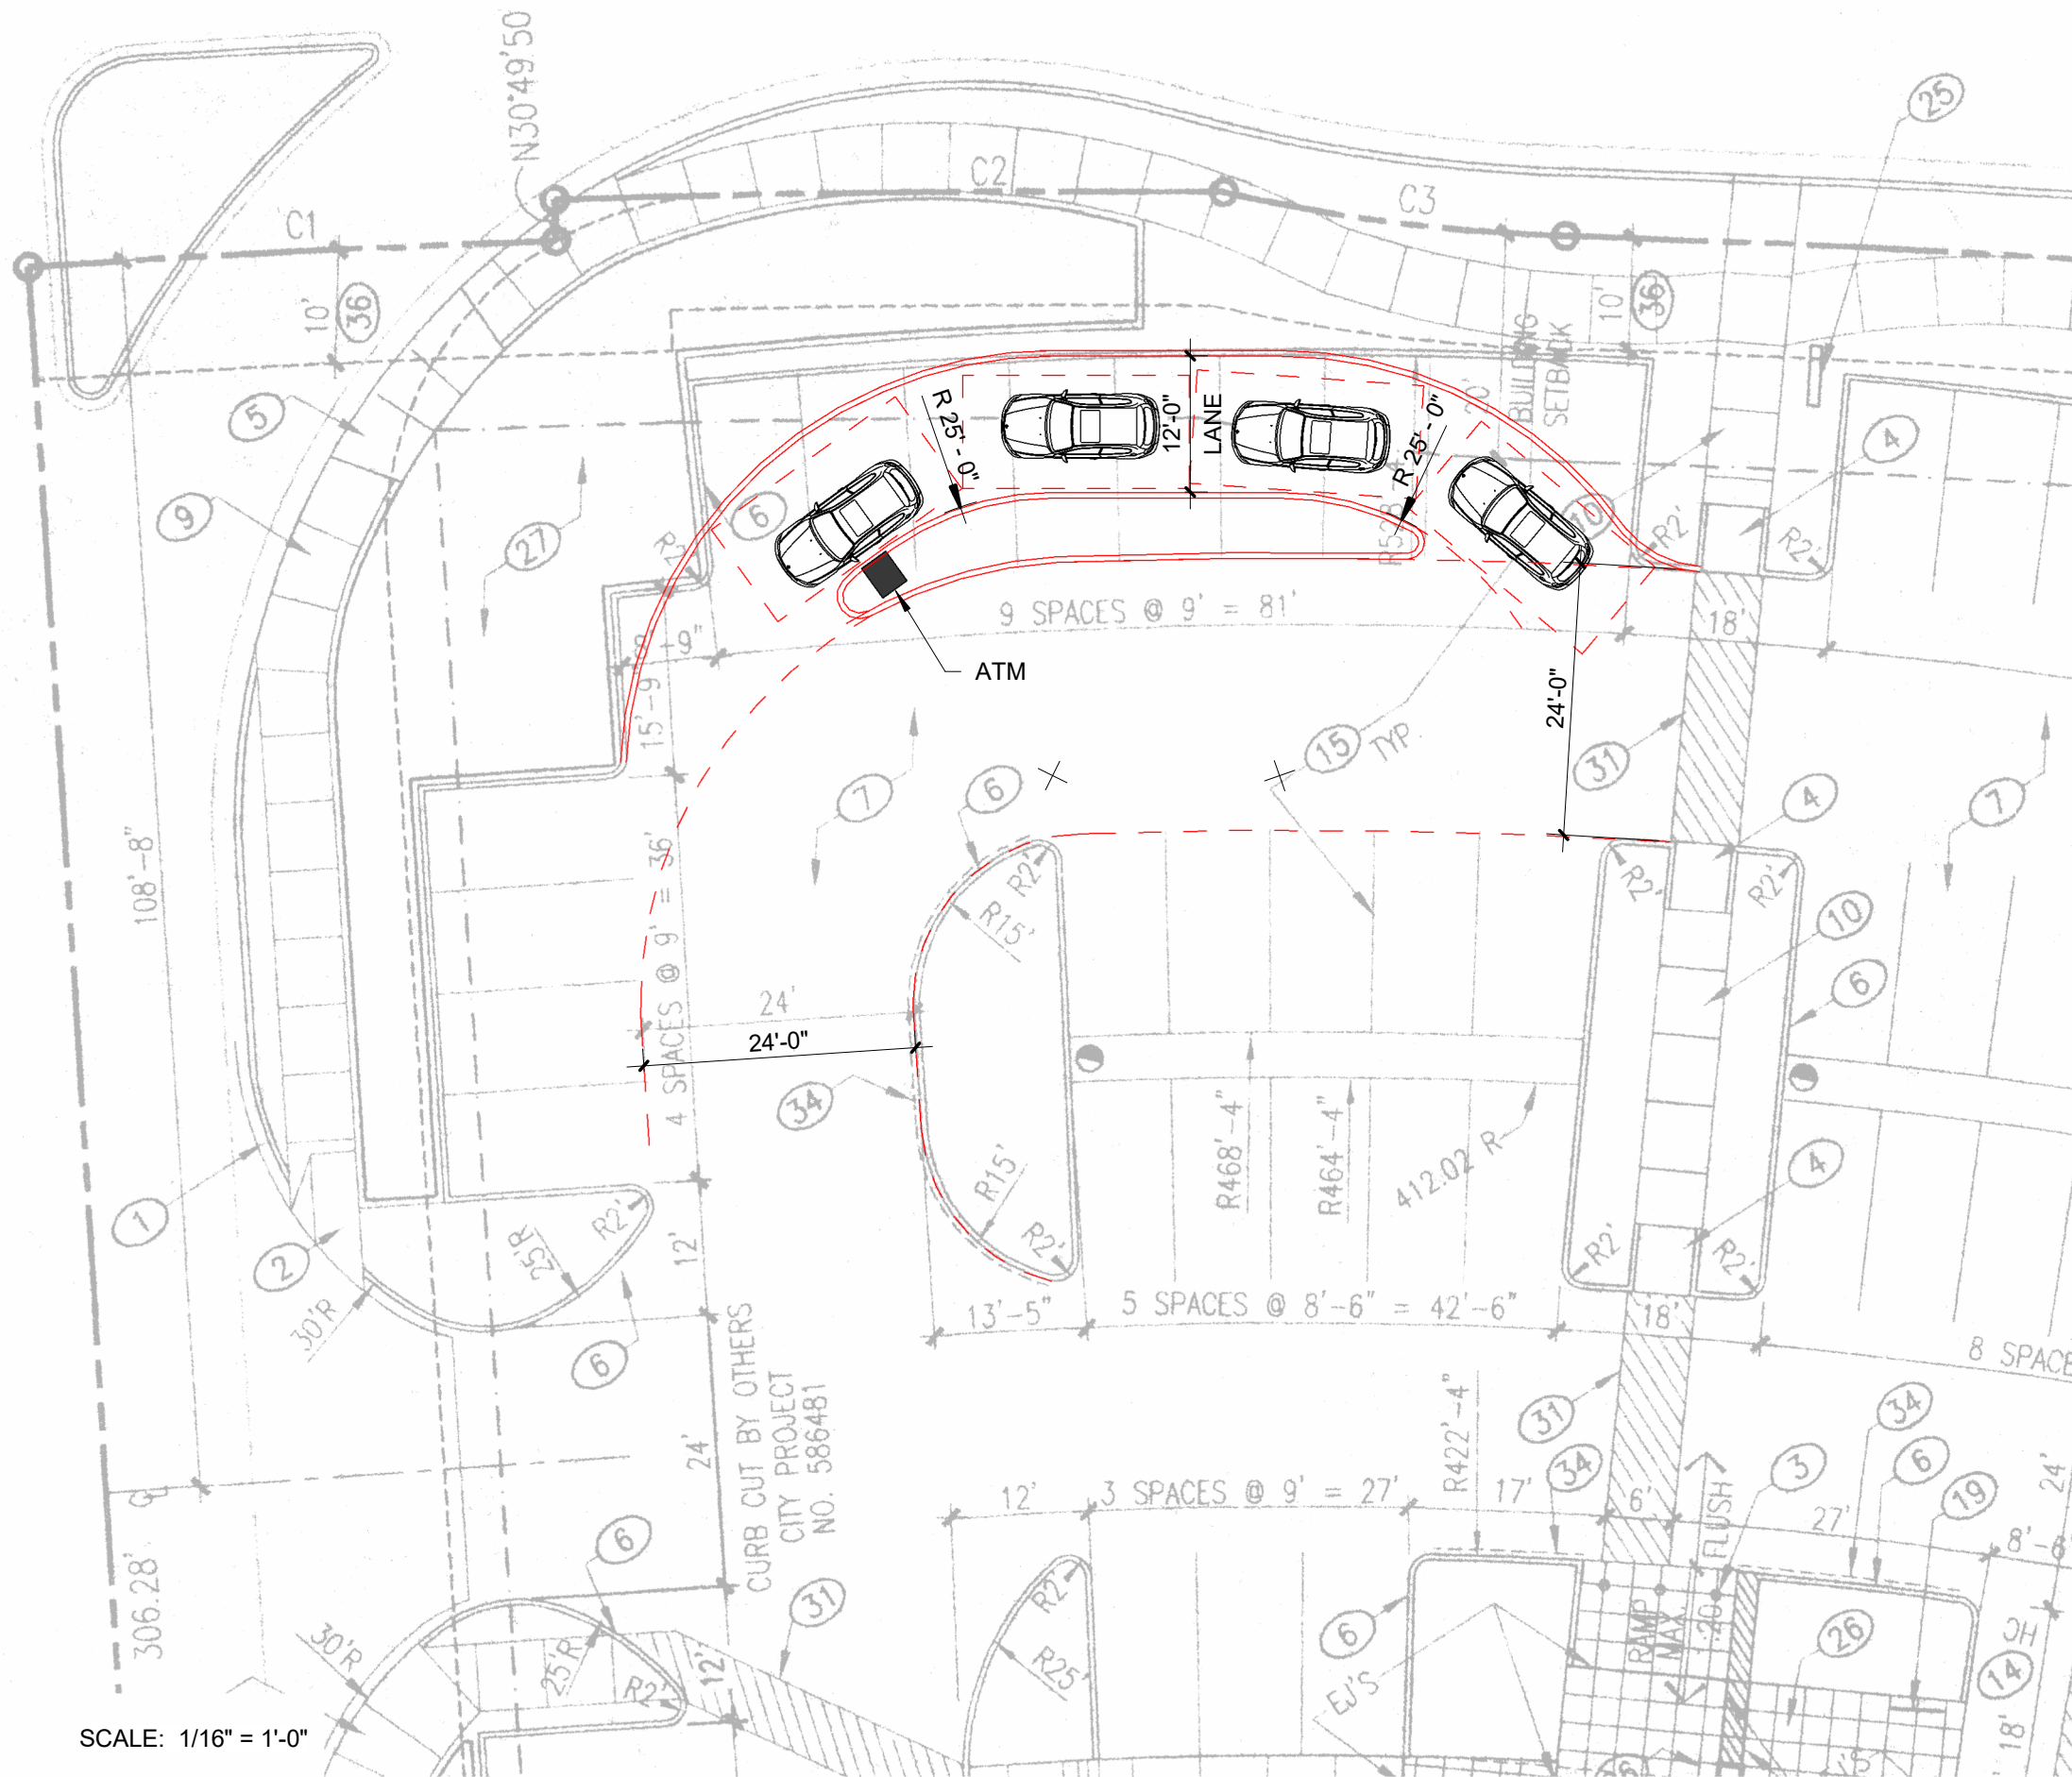 N30°49'50
25
C2
C3
C1
10'
36
10'
36
BUILDING
SETBACK
20'
5
4
R 25' - 0"
12'-0"
LANE
R 25' - 0"
9
6
10
27
R2'
R2'
R2'
9 SPACES @ 9' = 81'
18'
ATM
15'-9"
24'-0"
15
TYP.
31
7
6
4
7
108'-8"
4 SPACES @ 9' = 36'
R2'
R15'
R2'
R2'
10
6
24'
24'-0"
34
R468'-4"
R464'-4"
412.02 R
4
1
2
R2'
25'R
30'R
12'
R15'
R2'
R2'
R2'
13'-5"
5 SPACES @ 8'-6" = 42'-6"
18'
8 SPACE
6
CURB CUT BY OTHERS
CITY PROJECT
NO. 586481
24'
R422'-4"
31
34
34
6
3
19
12'
3 SPACES @ 9' = 27'
17'
6'
FLUSH
27'
24'
8'-6
℄
306.28'
6
31
R2'
R25'
6
EJ'S
RAMP
MAX.
1:20
26
14
18'
30'R
25'R
R2'
12'
SCALE: 1/16" = 1'-0"